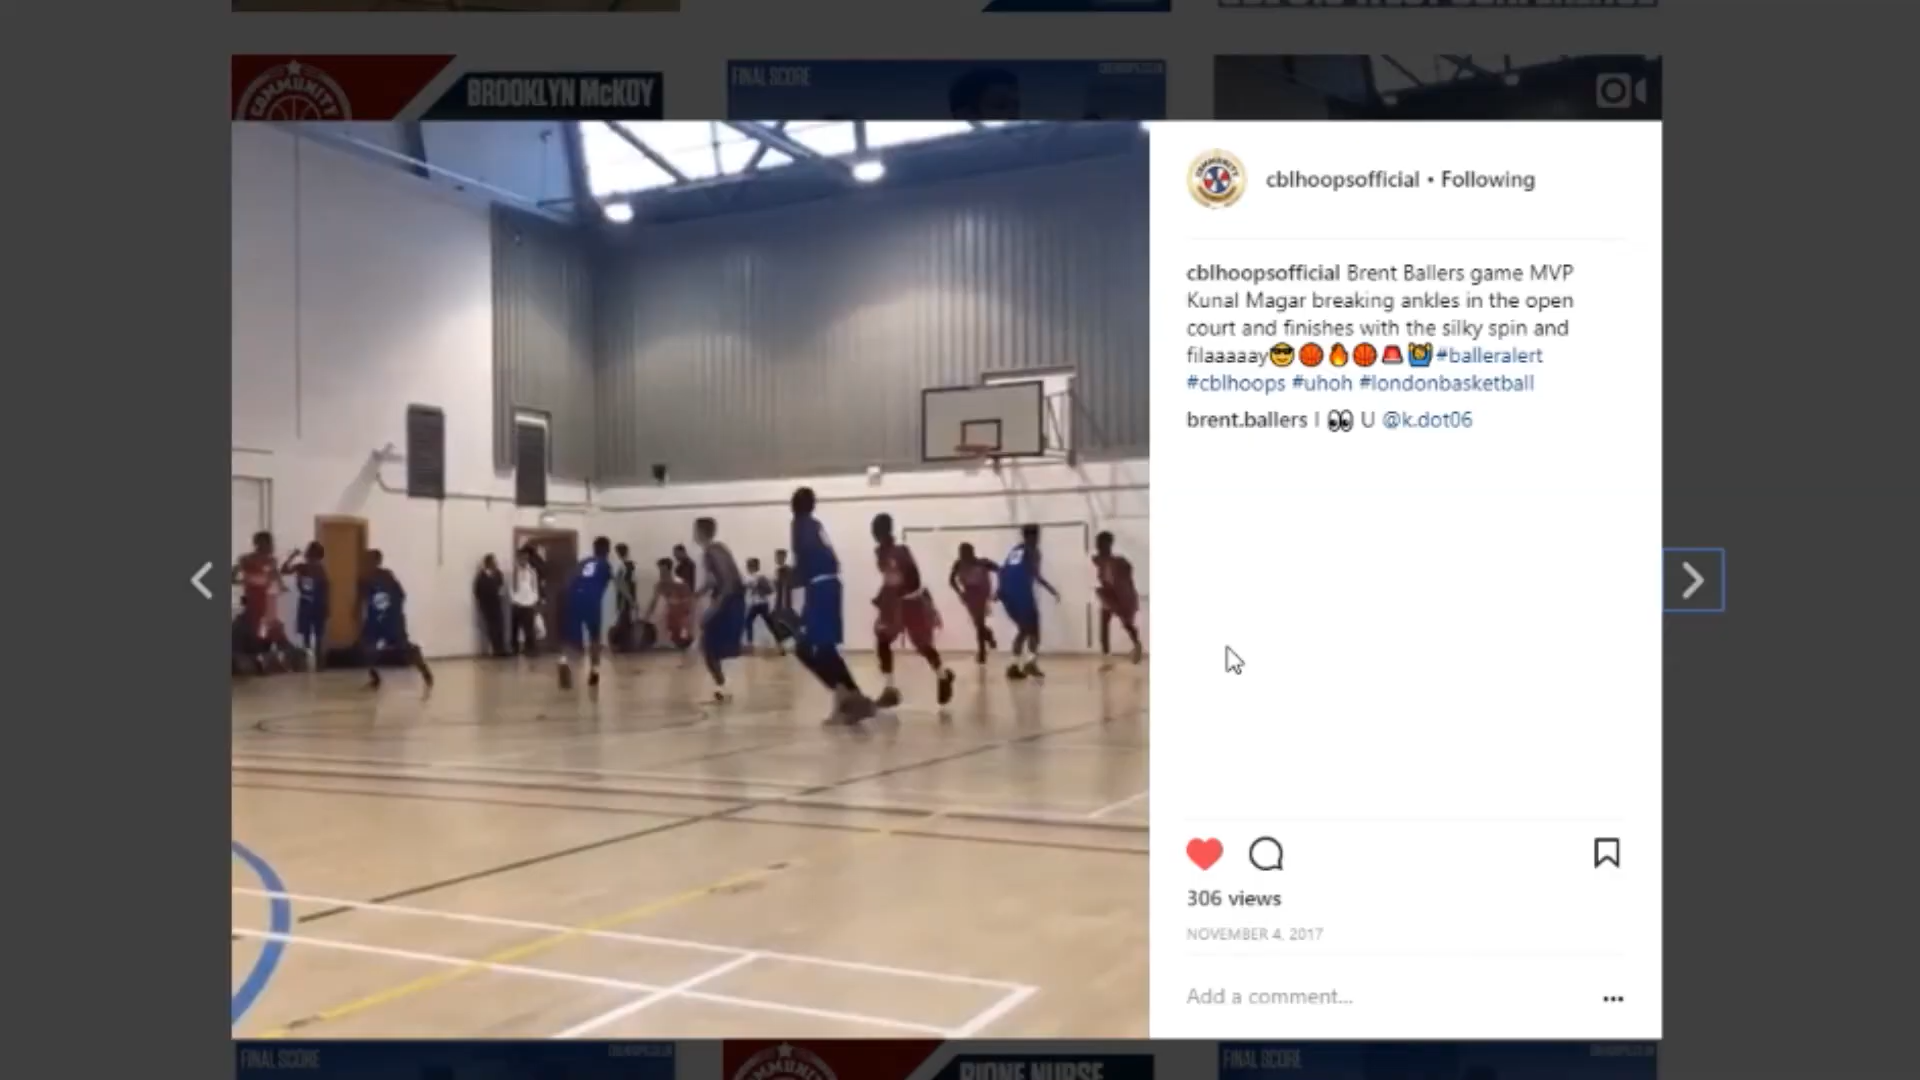 BROOKLYN McKOY
FINAL SCORE
COMMUNITY
cblhoopsofficial • Following
cblhoopsofficial Brent Ballers game MVP
Kunal Magar breaking ankles in the open
court and finishes with the silky spin and
filaaaaay😎🏀🔥🏀🚨🙆#balleralert
#cblhoops #uhoh #londonbasketball
brent.ballers I 👀 U @k.dot06
306 views
NOVEMBER 4, 2017
Add a comment...
FINAL SCORE
FINAL SCORE